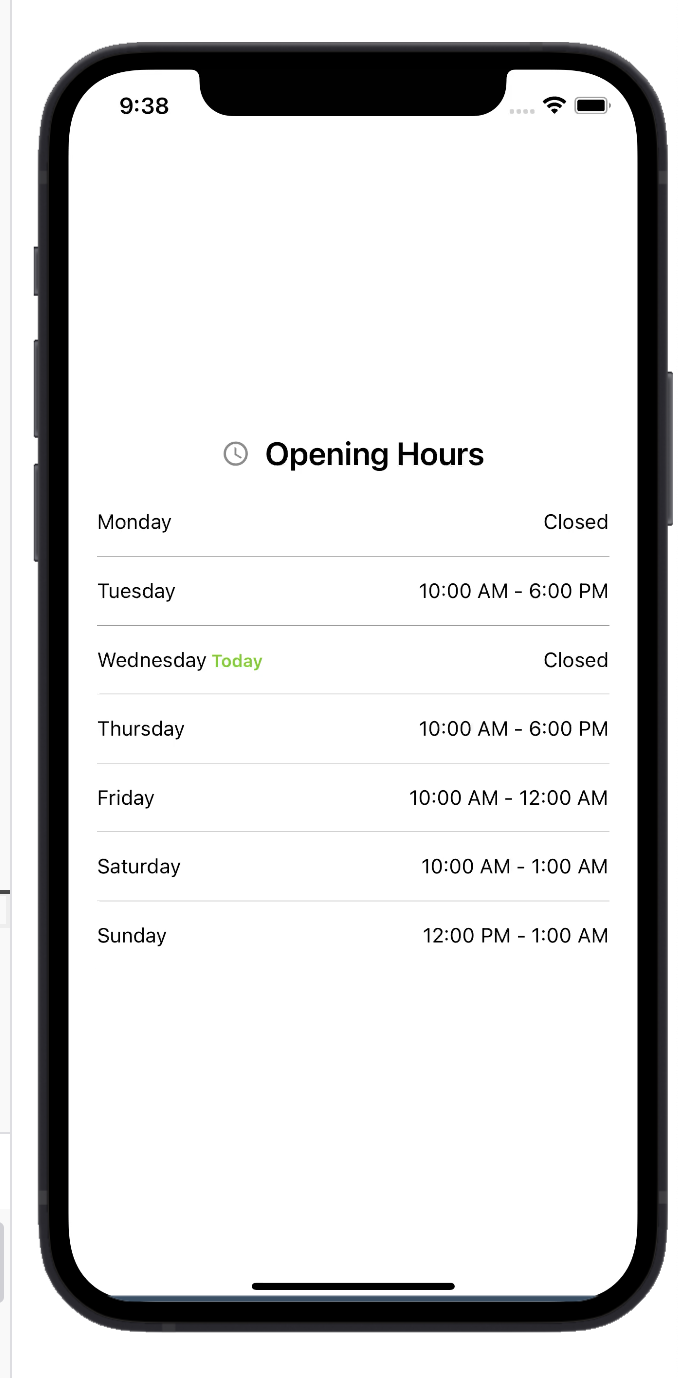 9:38
Opening Hours
Monday Closed
Tuesday 10:00 AM - 6:00 PM
Wednesday Today Closed
Thursday 10:00 AM - 6:00 PM
Friday 10:00 AM - 12:00 AM
Saturday 10:00 AM - 1:00 AM
Sunday 12:00 PM - 1:00 AM